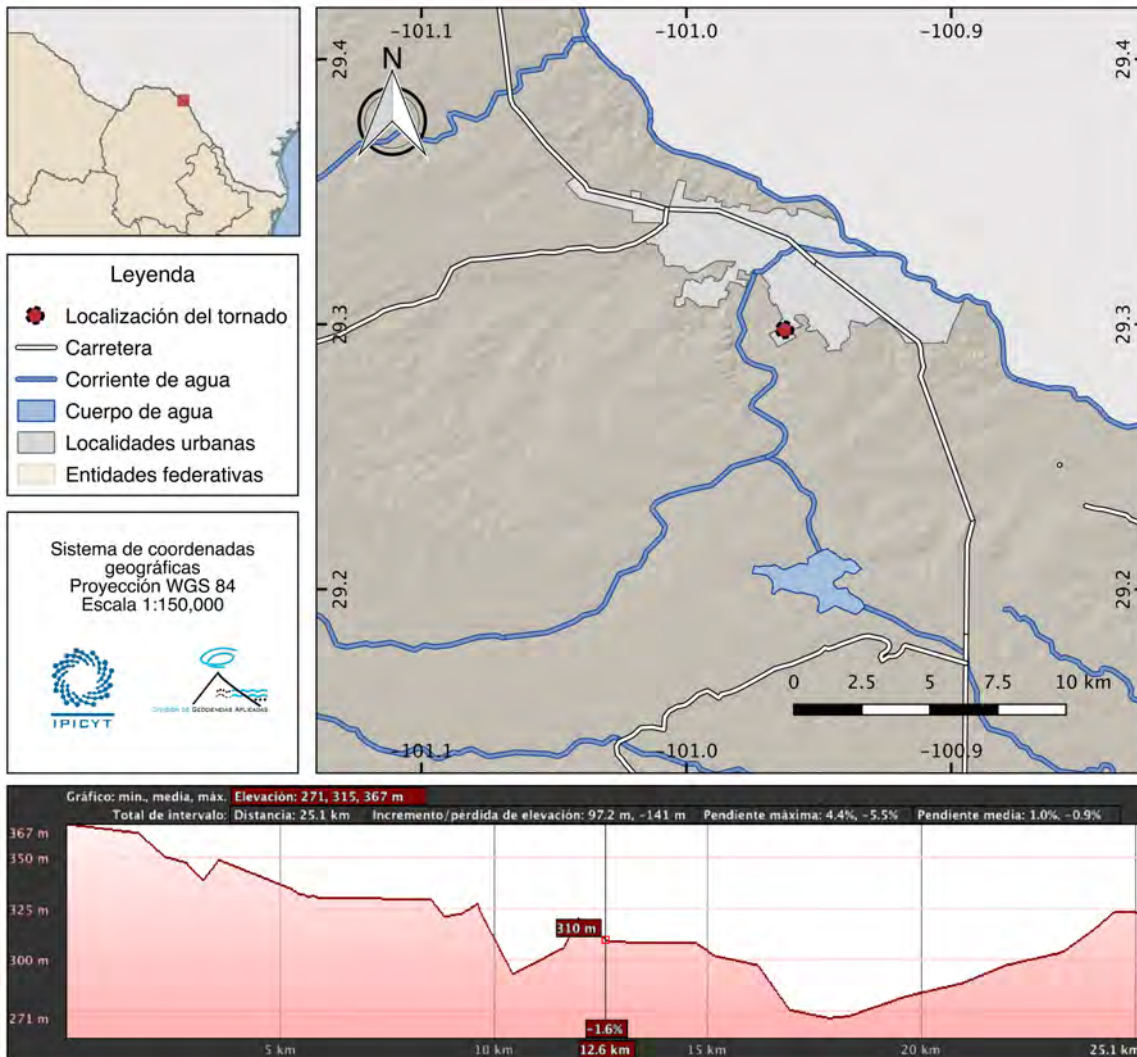 Leyenda
Localización del tornado
Carretera
Corriente de agua
Cuerpo de agua
Localidades urbanas
Entidades federativas
Sistema de coordenadas
geográficas
Proyección WGS 84
Escala 1:150,000
IPICYT
DIVISIÓN DE GEOCIENCIAS APLICADAS
-101.1 -101.0 -100.9
N
29.4 29.4
29.3 29.3
29.2 29.2
0 2.5 5 7.5 10 km
-101.1 -101.0 -100.9
Gráfico: min., media, máx. Elevación: 271, 315, 367 m
Total de intervalo: Distancia: 25.1 km Incremento/pérdida de elevación: 97.2 m, -141 m Pendiente máxima: 4.4%, -5.5% Pendiente media: 1.0%, -0.9%
367 m
350 m
325 m
310 m
300 m
271 m
-1.6%
5 km 10 km 12.6 km 15 km 20 km 25.1 km